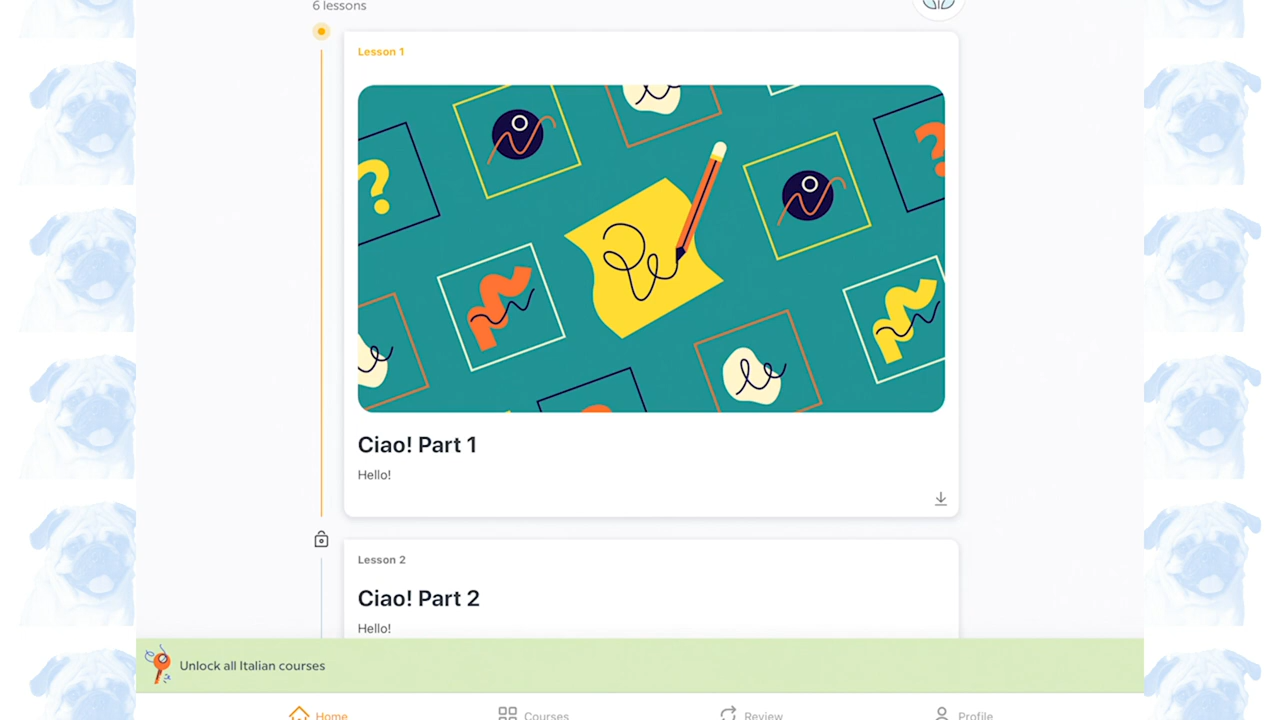 6 lessons
Lesson 1
Ciao! Part 1
Hello!
Lesson 2
Ciao! Part 2
Hello!
Unlock all Italian courses
Home
Courses
Review
Profile